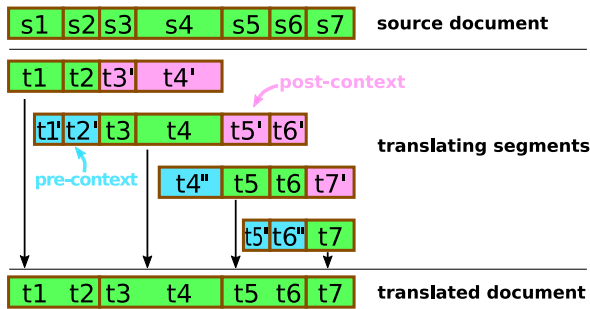 s1 s2 s3 s4 s5 s6 s7 source document
t1 t2 t3' t4'
post-context
t1' t2' t3 t4 t5' t6'
translating segments
pre-context
t4" t5 t6 t7'
t5" t6" t7
t1 t2 t3 t4 t5 t6 t7 translated document